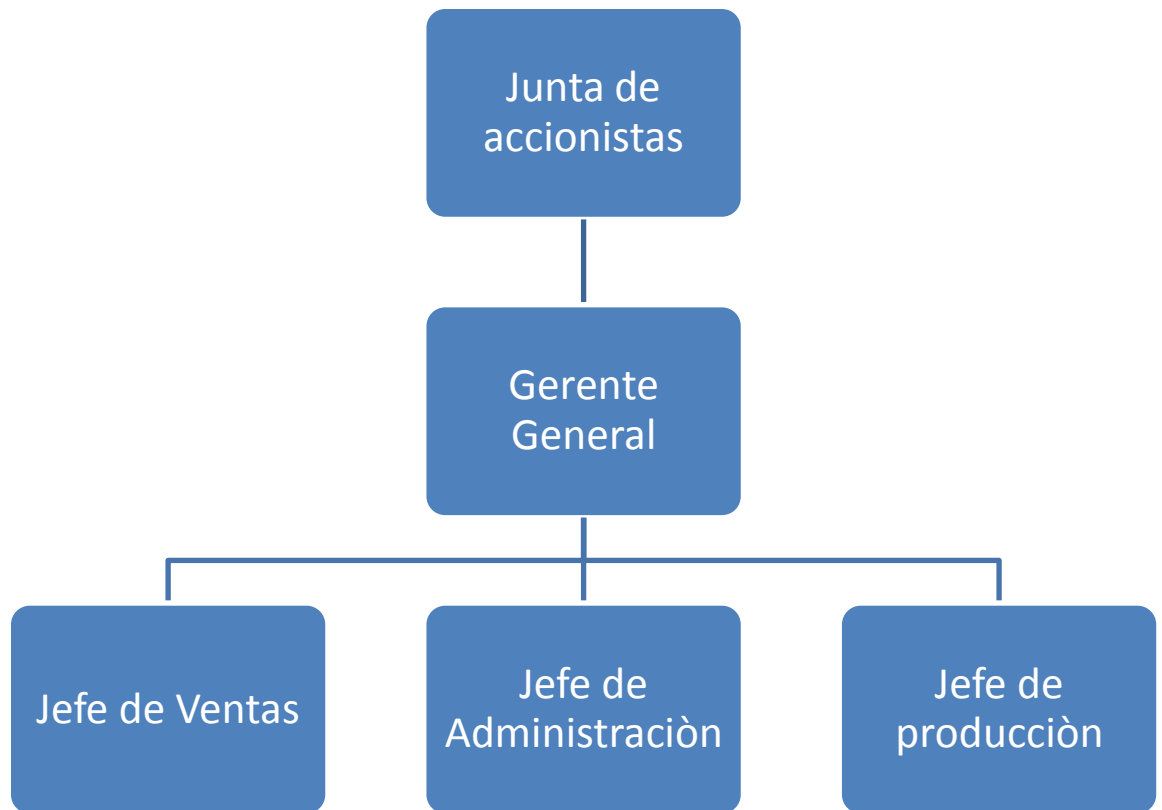 Junta de
accionistas
Gerente
General
Jefe de Ventas
Jefe de
Administraciòn
Jefe de
producciòn